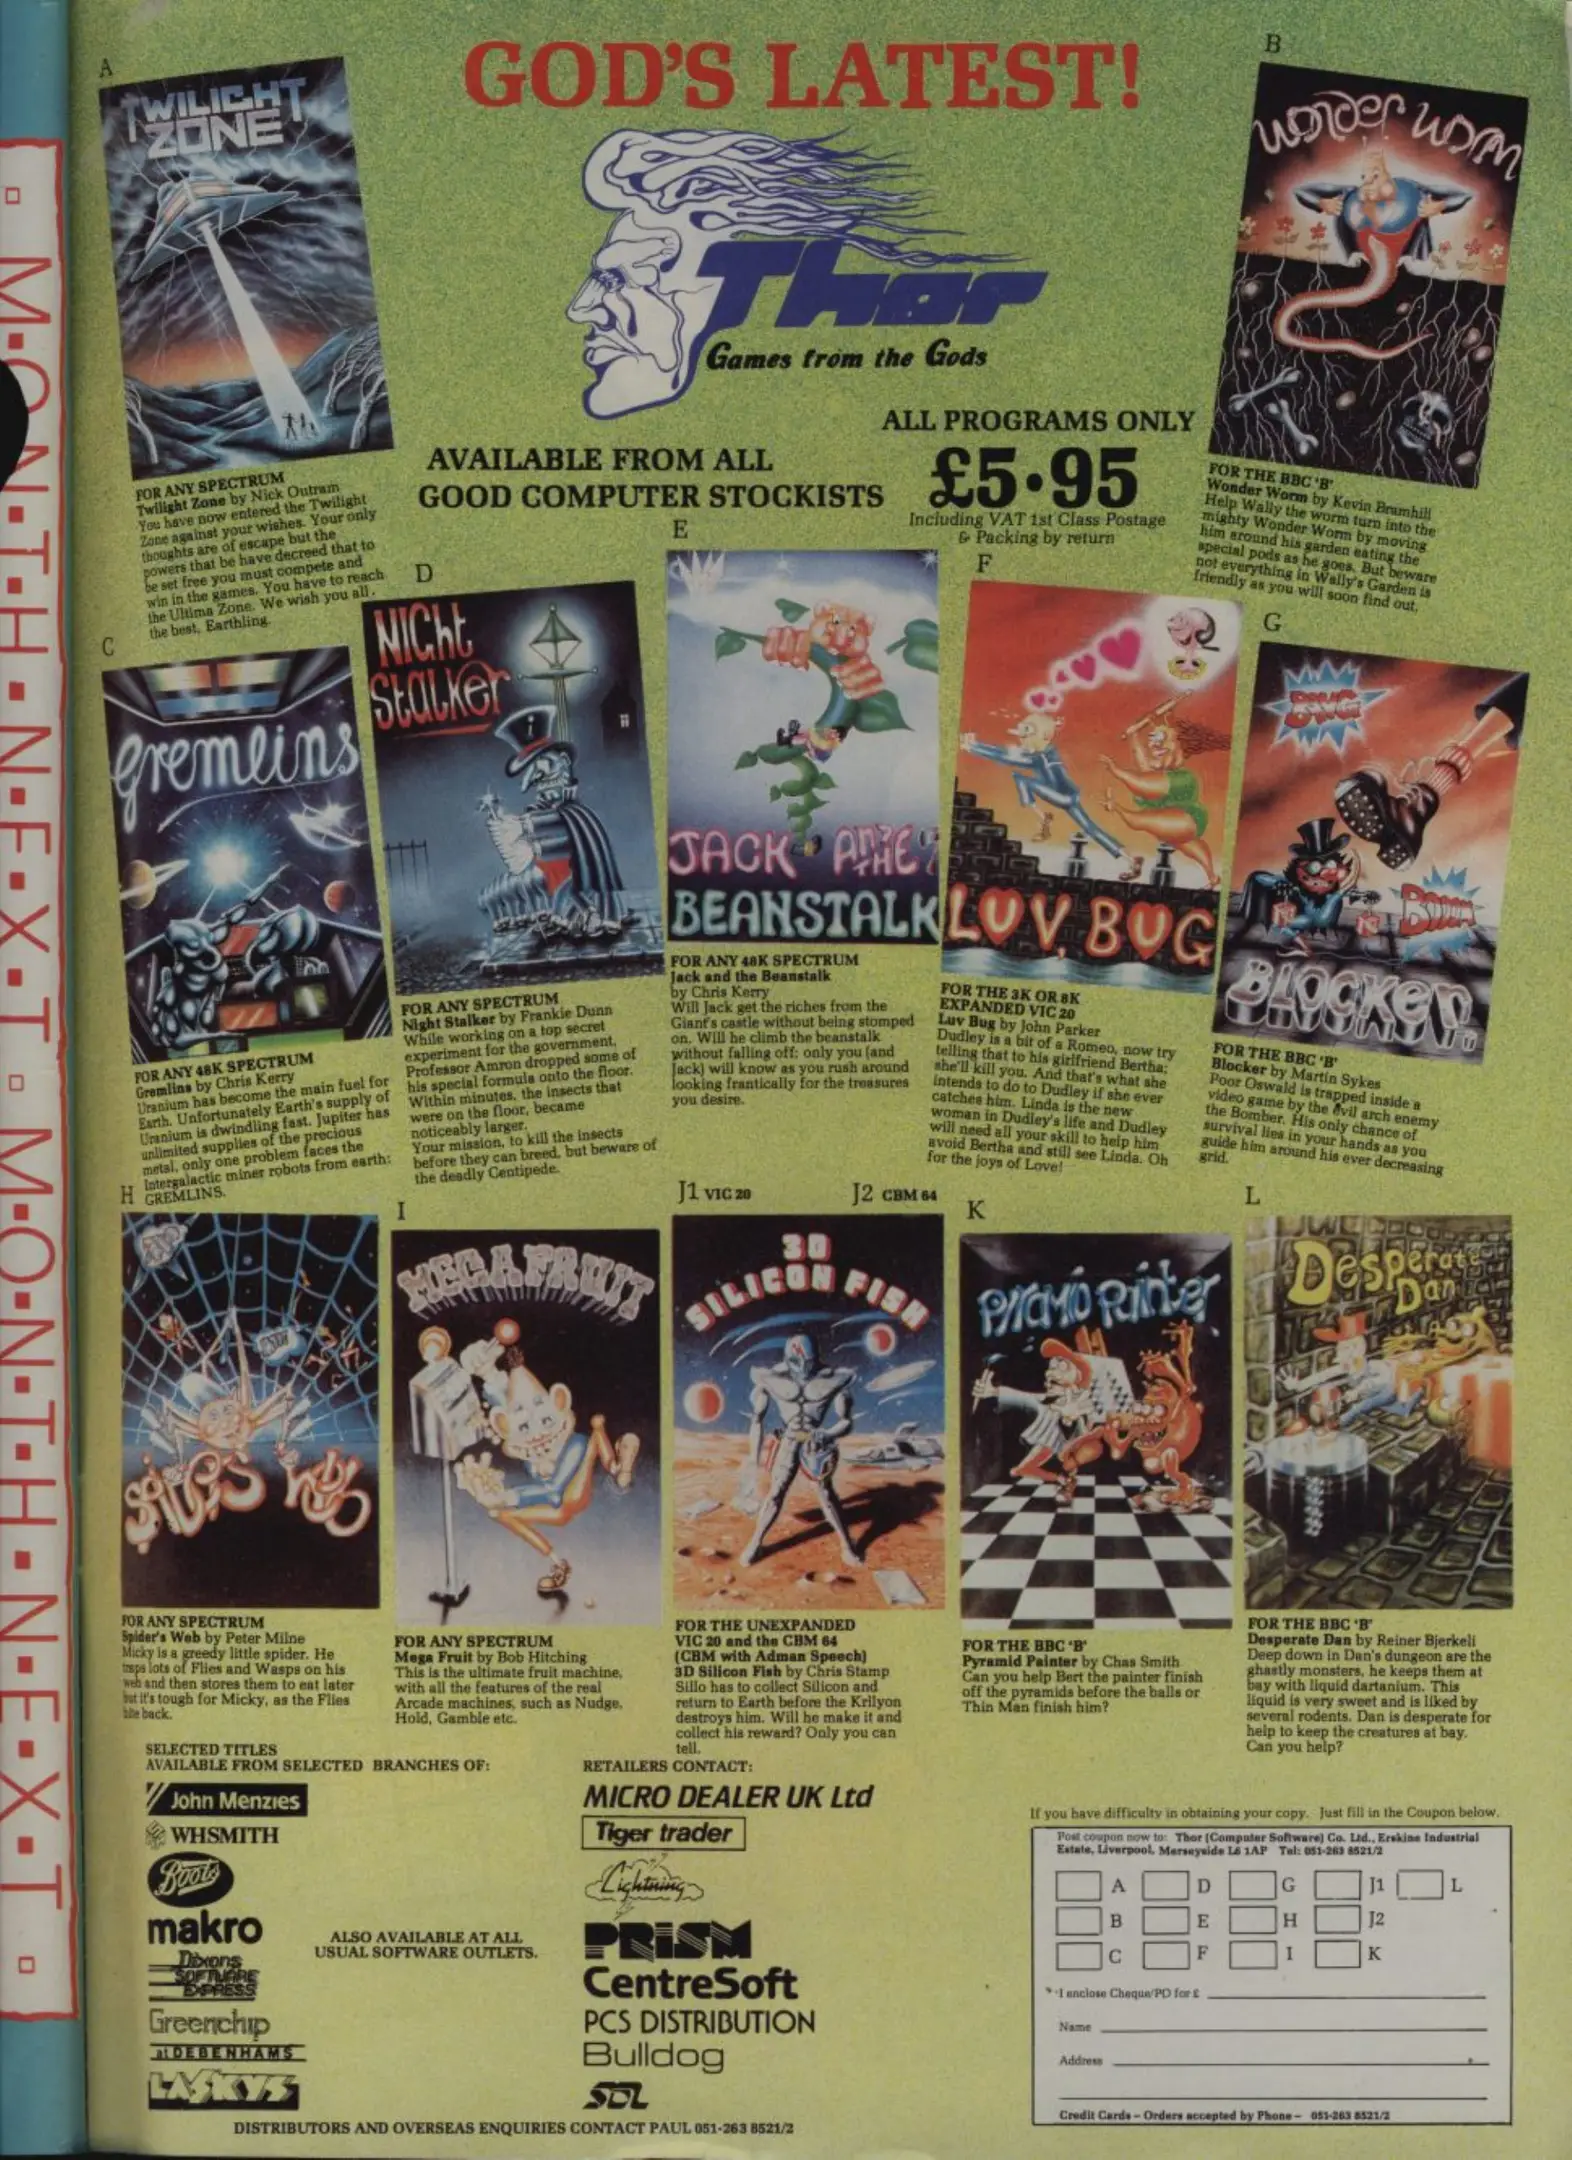 GOD'S LATEST!
Thor
Games from the Gods
ALL PROGRAMS ONLY
£5·95
Including VAT 1st Class Postage
& Packing by return
AVAILABLE FROM ALL
GOOD COMPUTER STOCKISTS
A
TWILIGHT
ZONE
FOR ANY SPECTRUM
Twilight Zone by Nick Outram
You have now entered the Twilight
Zone against your wishes. Your only
thoughts are of escape but the
powers that be have decreed that to
be set free you must compete and
win in the games. You have to reach
the Ultima Zone. We wish you all
the best, Earthling.
B
Wonder Worm
FOR THE BBC 'B'
Wonder Worm by Kevin Bramhill
Help Wally the worm turn into the
mighty Wonder Worm by moving
him around his garden eating the
special pods as he goes. But beware
not everything in Wally's Garden is
friendly as you will soon find out.
C
Gremlins
FOR ANY 48K SPECTRUM
Gremlins by Chris Kerry
Uranium has become the main fuel for
Earth. Unfortunately Earth's supply of
Uranium is dwindling fast. Jupiter has
unlimited supplies of the precious
metal, only one problem faces the
Intergalactic miner robots from earth:
GREMLINS.
D
NIGht
Stalker
FOR ANY SPECTRUM
Night Stalker by Frankie Dunn
While working on a top secret
experiment for the government,
Professor Amron dropped some of
his special formula onto the floor.
Within minutes, the insects that
were on the floor, became
noticeably larger.
Your mission, to kill the insects
before they can breed, but beware of
the deadly Centipede.
E
JACK AND THE
BEANSTALK
FOR ANY 48K SPECTRUM
Jack and the Beanstalk
by Chris Kerry
Will Jack get the riches from the
Giant's castle without being stomped
on. Will he climb the beanstalk
without falling off: only you (and
Jack) will know as you rush around
looking frantically for the treasures
you desire.
F
LUV BUG
FOR THE 3K OR 8K
EXPANDED VIC 20
Luv Bug by John Parker
Dudley is a bit of a Romeo, now try
telling that to his girlfriend Bertha;
she'll kill you. And that's what she
intends to do to Dudley if she ever
catches him. Linda is the new
woman in Dudley's life and Dudley
will need all your skill to help him
avoid Bertha and still see Linda. Oh
for the joys of Love!
G
BANG
BOOM
BLOCKER
FOR THE BBC 'B'
Blocker by Martin Sykes
Poor Oswald is trapped inside a
video game by the evil arch enemy
the Bomber. His only chance of
survival lies in your hands as you
guide him around his ever decreasing
grid.
H
SPIDERS WEB
FOR ANY SPECTRUM
Spider's Web by Peter Milne
Micky is a greedy little spider. He
traps lots of Flies and Wasps on his
web and then stores them to eat later
but it's tough for Micky, as the Flies
bite back.
I
MEGA FRUIT
FOR ANY SPECTRUM
Mega Fruit by Bob Hitching
This is the ultimate fruit machine,
with all the features of the real
Arcade machines, such as Nudge,
Hold, Gamble etc.
J1 VIC 20
J2 CBM 64
3D
SILICON FISH
FOR THE UNEXPANDED
VIC 20 and the CBM 64
(CBM with Adman Speech)
3D Silicon Fish by Chris Stamp
Sillo has to collect Silicon and
return to Earth before the Krilyon
destroys him. Will he make it and
collect his reward? Only you can
tell.
K
PYRAMID PAINTER
FOR THE BBC 'B'
Pyramid Painter by Chas Smith
Can you help Bert the painter finish
off the pyramids before the balls or
Thin Man finish him?
L
Desperate
Dan
FOR THE BBC 'B'
Desperate Dan by Reiner Bjerkeli
Deep down in Dan's dungeon are the
ghastly monsters, he keeps them at
bay with liquid dartanium. This
liquid is very sweet and is liked by
several rodents. Dan is desperate for
help to keep the creatures at bay.
Can you help?
SELECTED TITLES
AVAILABLE FROM SELECTED BRANCHES OF:
John Menzies
WHSMITH
Boots
makro
Dixons
SOFTWARE
EXPRESS
Greenchip
at DEBENHAMS
LASKYS
ALSO AVAILABLE AT ALL
USUAL SOFTWARE OUTLETS.
RETAILERS CONTACT:
MICRO DEALER UK Ltd
Tiger trader
Lightning
PRISM
CentreSoft
PCS DISTRIBUTION
Bulldog
SDL
DISTRIBUTORS AND OVERSEAS ENQUIRIES CONTACT PAUL 051-263 8521/2
If you have difficulty in obtaining your copy. Just fill in the Coupon below.
Post coupon now to: Thor (Computer Software) Co. Ltd., Erskine Industrial
Estate, Liverpool, Merseyside L6 1AP Tel: 051-263 8521/2
A D G J1 L
B E H J2
C F I K
I enclose Cheque/PO for £
Name
Address
Credit Cards – Orders accepted by Phone – 051-263 8521/2
M·O·N·T·H·N·E·X·T·M·O·N·T·H·N·E·X·T